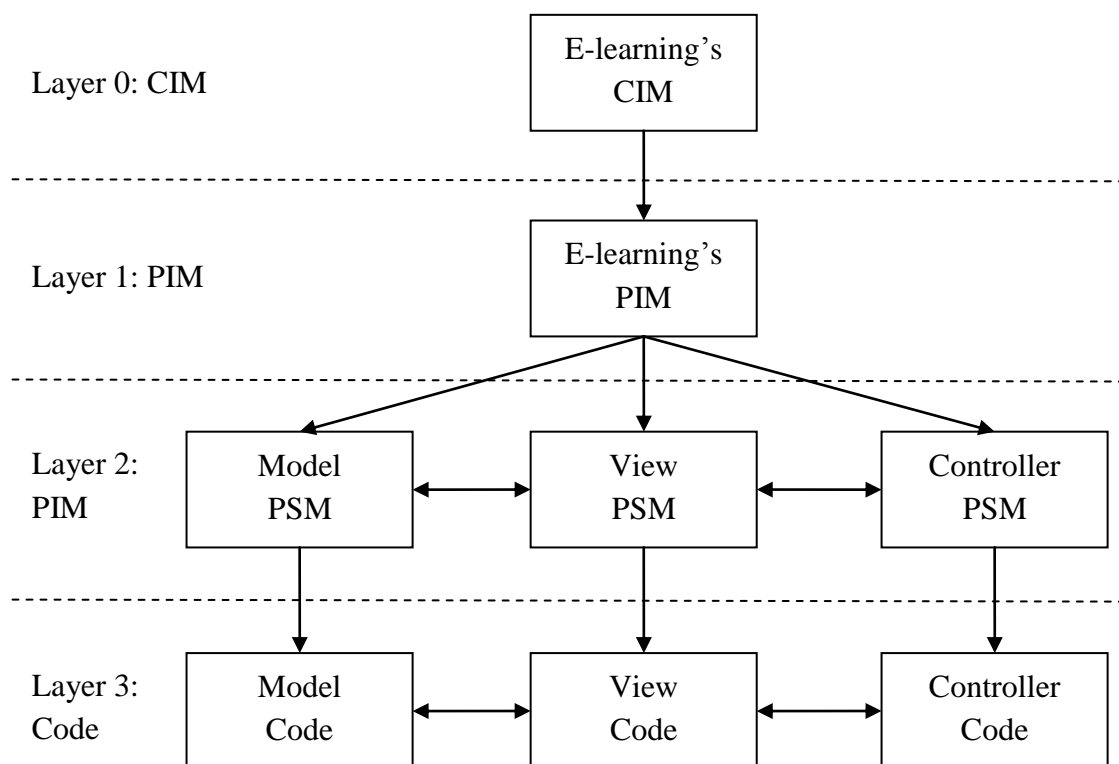 E-learning’s
CIM
Layer 0: CIM
E-learning’s
PIM
Layer 1: PIM
Layer 2:
PIM
Model
PSM
View
PSM
Controller
PSM
Layer 3:
Code
Model
Code
View
Code
Controller
Code